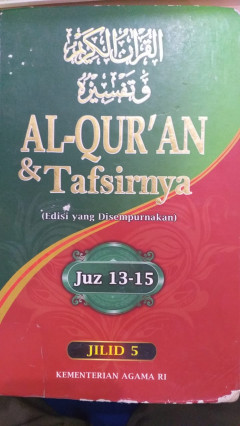 القرآن الكريم
وتفسيره
AL-QUR'AN
& Tafsirnya
(Edisi yang Disempurnakan)
Juz 13-15
JILID 5
KEMENTERIAN AGAMA RI